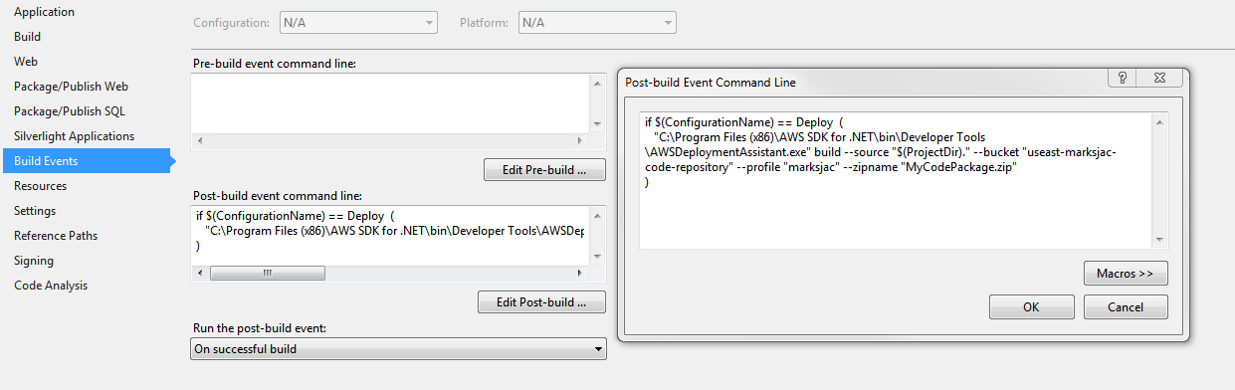 Application
Build
Web
Package/Publish Web
Package/Publish SQL
Silverlight Applications
Build Events
Resources
Settings
Reference Paths
Signing
Code Analysis
Configuration: N/A Platform: N/A
Pre-build event command line:
Edit Pre-build ...
Post-build event command line:
if $(ConfigurationName) == Deploy (
"C:\Program Files (x86)\AWS SDK for .NET\bin\Developer Tools\AWSDep
)
Edit Post-build ...
Run the post-build event:
On successful build
Post-build Event Command Line
if $(ConfigurationName) == Deploy (
"C:\Program Files (x86)\AWS SDK for .NET\bin\Developer Tools
\AWSDeploymentAssistant.exe" build --source "$(ProjectDir)." --bucket "useast-marksjac-
code-repository" --profile "marksjac" --zipname "MyCodePackage.zip"
)
Macros >>
OK Cancel